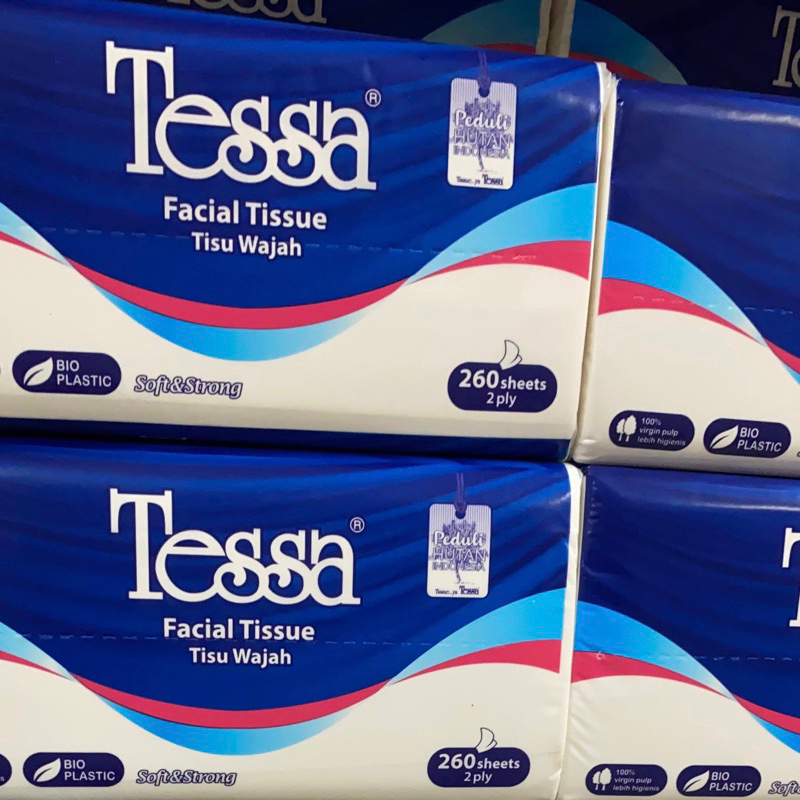 Tessa®
Facial Tissue
Tisu Wajah
Peduli
HUTAN
INDONESIA
Tessa
BIO
PLASTIC
Soft&Strong
260 sheets
2 ply
100%
virgin pulp
lebih higienis
BIO
PLASTIC
Tessa®
Facial Tissue
Tisu Wajah
Peduli
HUTAN
INDONESIA
Tessa
BIO
PLASTIC
Soft&Strong
260 sheets
2 ply
100%
virgin pulp
lebih higienis
BIO
PLASTIC